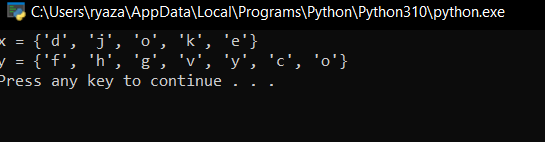 C:\Users\ryaza\AppData\Local\Programs\Python\Python310\python.exe
x = {'d', 'j', 'o', 'k', 'e'}
y = {'f', 'h', 'g', 'v', 'y', 'c', 'o'}
Press any key to continue . . .